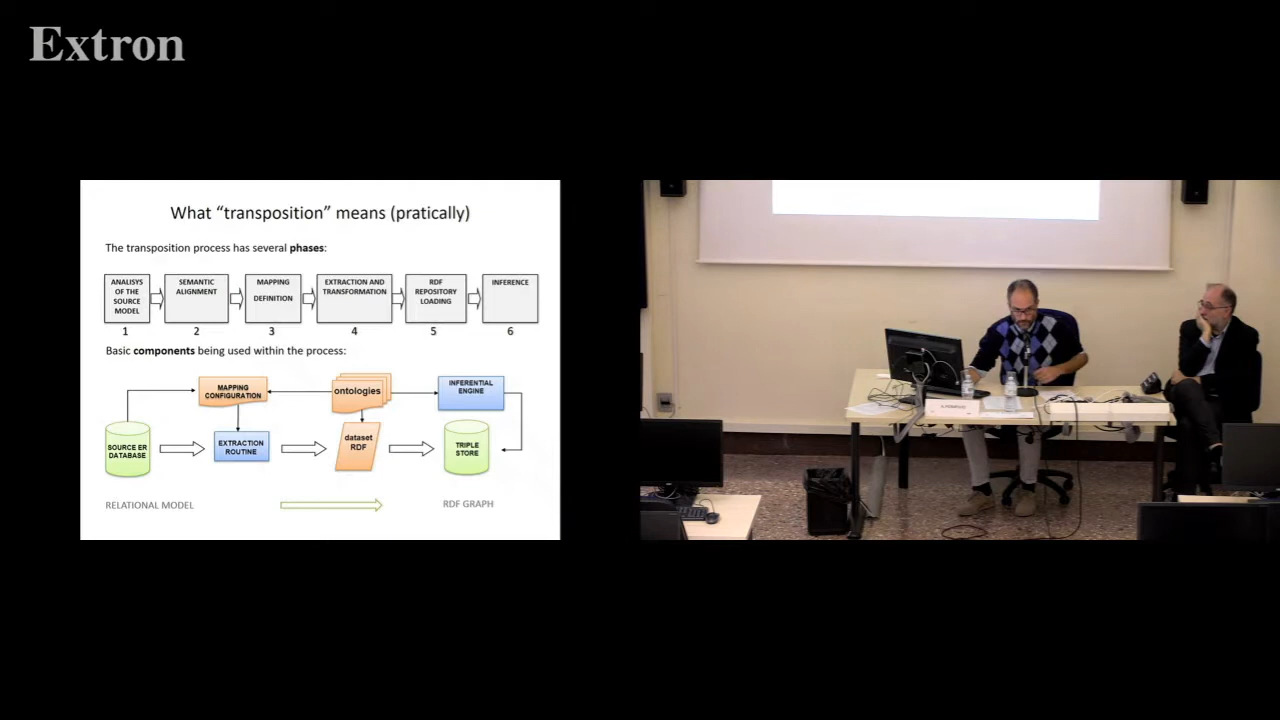 Extron
What “transposition” means (pratically)
The transposition process has several phases:
ANALISYS
OF THE
SOURCE
MODEL
SEMANTIC
ALIGNMENT
MAPPING
DEFINITION
EXTRACTION AND
TRANSFORMATION
RDF
REPOSITORY
LOADING
INFERENCE
1 2 3 4 5 6
Basic components being used within the process:
MAPPING
CONFIGURATION
ontologies
INFERENTIAL
ENGINE
SOURCE ER
DATABASE
EXTRACTION
ROUTINE
dataset
RDF
TRIPLE
STORE
RELATIONAL MODEL
RDF GRAPH